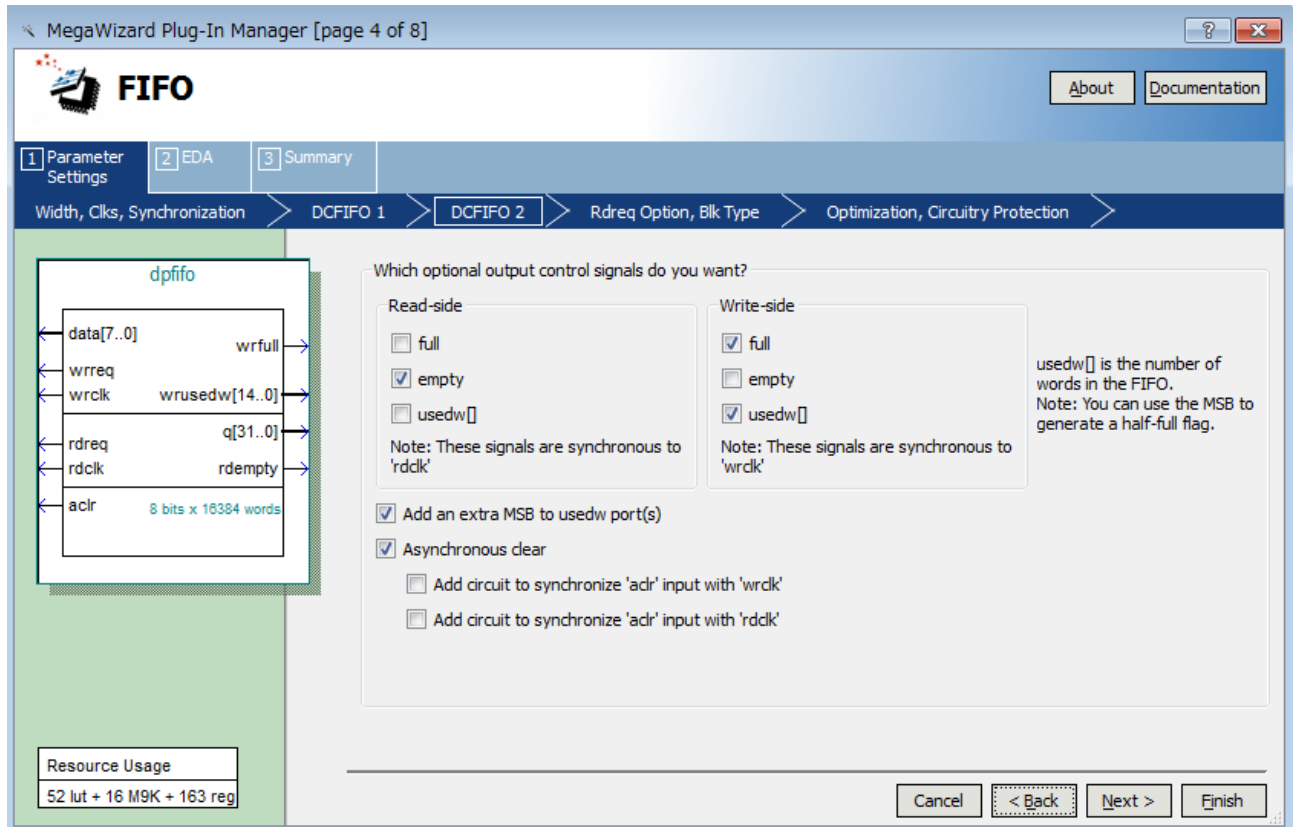 MegaWizard Plug-In Manager [page 4 of 8]
?
FIFO
About
Documentation
1 Parameter Settings
2 EDA
3 Summary
Width, Clks, Synchronization
DCFIFO 1
DCFIFO 2
Rdreq Option, Blk Type
Optimization, Circuitry Protection
dpfifo
data[7..0]
wrfull
wrreq
wrclk
wrusedw[14..0]
q[31..0]
rdreq
rdclk
rdempty
aclr
8 bits x 16384 words
Resource Usage
52 lut + 16 M9K + 163 reg
Which optional output control signals do you want?
Read-side
full
empty
usedw[]
Note: These signals are synchronous to
'rdclk'
Write-side
full
empty
usedw[]
Note: These signals are synchronous to
'wrclk'
usedw[] is the number of
words in the FIFO.
Note: You can use the MSB to
generate a half-full flag.
Add an extra MSB to usedw port(s)
Asynchronous clear
Add circuit to synchronize 'aclr' input with 'wrclk'
Add circuit to synchronize 'aclr' input with 'rdclk'
Cancel
< Back
Next >
Finish